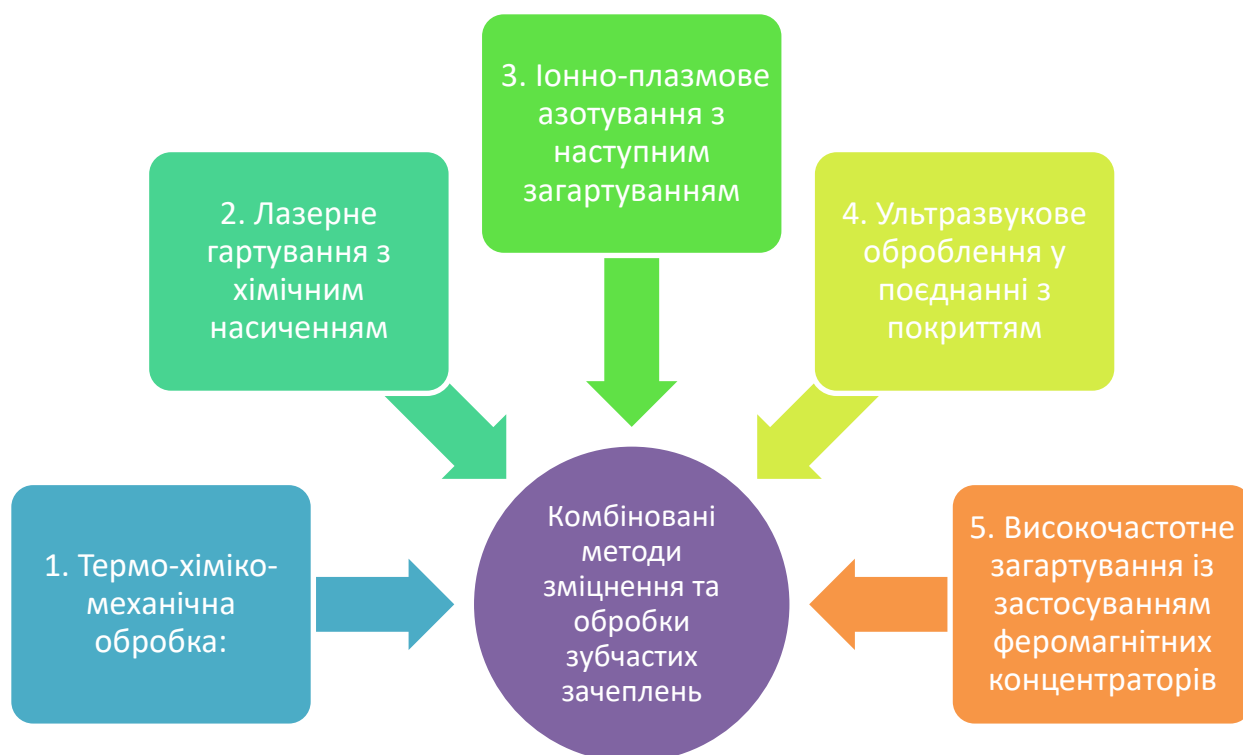 3. Іонно-плазмове
азотування з
наступним
загартуванням
2. Лазерне
гартування з
хімічним
насиченням
4. Ультразвукове
оброблення у
поєднанні з
покриттям
1. Термо-хіміко-
механічна
обробка:
Комбіновані
методи
зміцнення та
обробки
зубчастих
зачеплень
5. Високочастотне
загартування із
застосуванням
феромагнітних
концентраторів